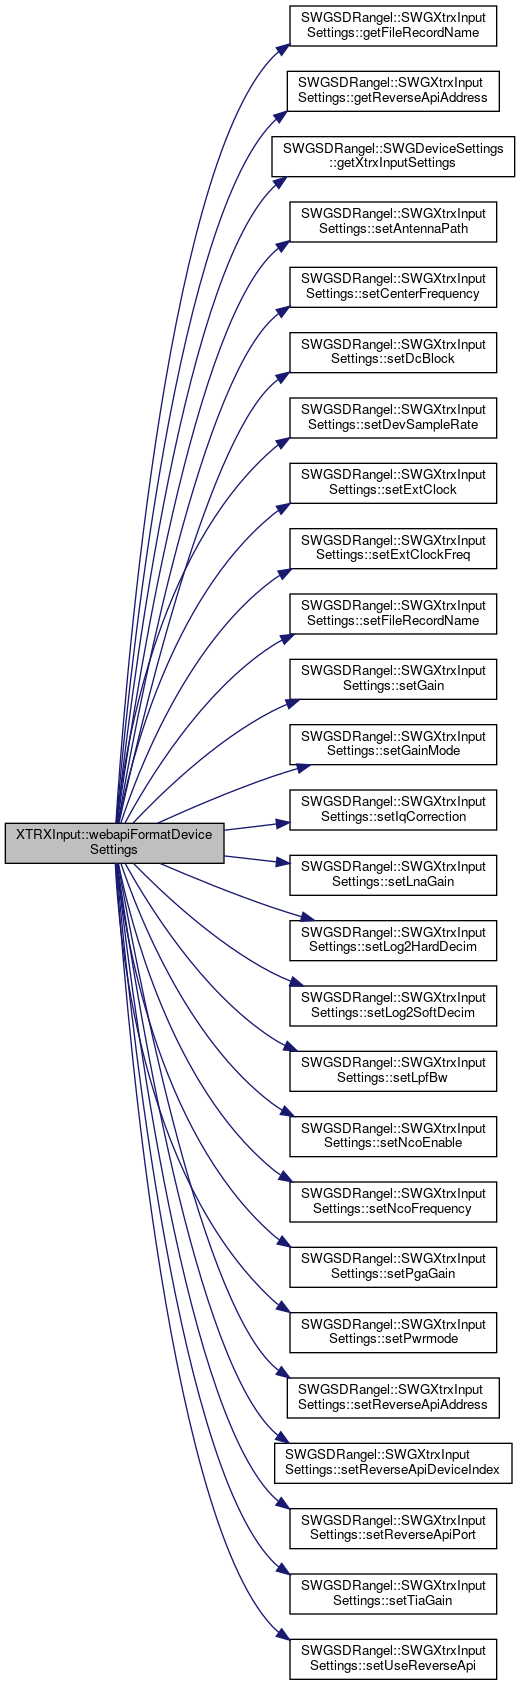 SWGSDRangel::SWGXtrxInput
Settings::getFileRecordName
SWGSDRangel::SWGXtrxInput
Settings::getReverseApiAddress
SWGSDRangel::SWGDeviceSettings
::getXtrxInputSettings
SWGSDRangel::SWGXtrxInput
Settings::setAntennaPath
SWGSDRangel::SWGXtrxInput
Settings::setCenterFrequency
SWGSDRangel::SWGXtrxInput
Settings::setDcBlock
SWGSDRangel::SWGXtrxInput
Settings::setDevSampleRate
SWGSDRangel::SWGXtrxInput
Settings::setExtClock
SWGSDRangel::SWGXtrxInput
Settings::setExtClockFreq
SWGSDRangel::SWGXtrxInput
Settings::setFileRecordName
SWGSDRangel::SWGXtrxInput
Settings::setGain
SWGSDRangel::SWGXtrxInput
Settings::setGainMode
SWGSDRangel::SWGXtrxInput
Settings::setIqCorrection
XTRXInput::webapiFormatDevice
Settings
SWGSDRangel::SWGXtrxInput
Settings::setLnaGain
SWGSDRangel::SWGXtrxInput
Settings::setLog2HardDecim
SWGSDRangel::SWGXtrxInput
Settings::setLog2SoftDecim
SWGSDRangel::SWGXtrxInput
Settings::setLpfBw
SWGSDRangel::SWGXtrxInput
Settings::setNcoEnable
SWGSDRangel::SWGXtrxInput
Settings::setNcoFrequency
SWGSDRangel::SWGXtrxInput
Settings::setPgaGain
SWGSDRangel::SWGXtrxInput
Settings::setPwrmode
SWGSDRangel::SWGXtrxInput
Settings::setReverseApiAddress
SWGSDRangel::SWGXtrxInput
Settings::setReverseApiDeviceIndex
SWGSDRangel::SWGXtrxInput
Settings::setReverseApiPort
SWGSDRangel::SWGXtrxInput
Settings::setTiaGain
SWGSDRangel::SWGXtrxInput
Settings::setUseReverseApi